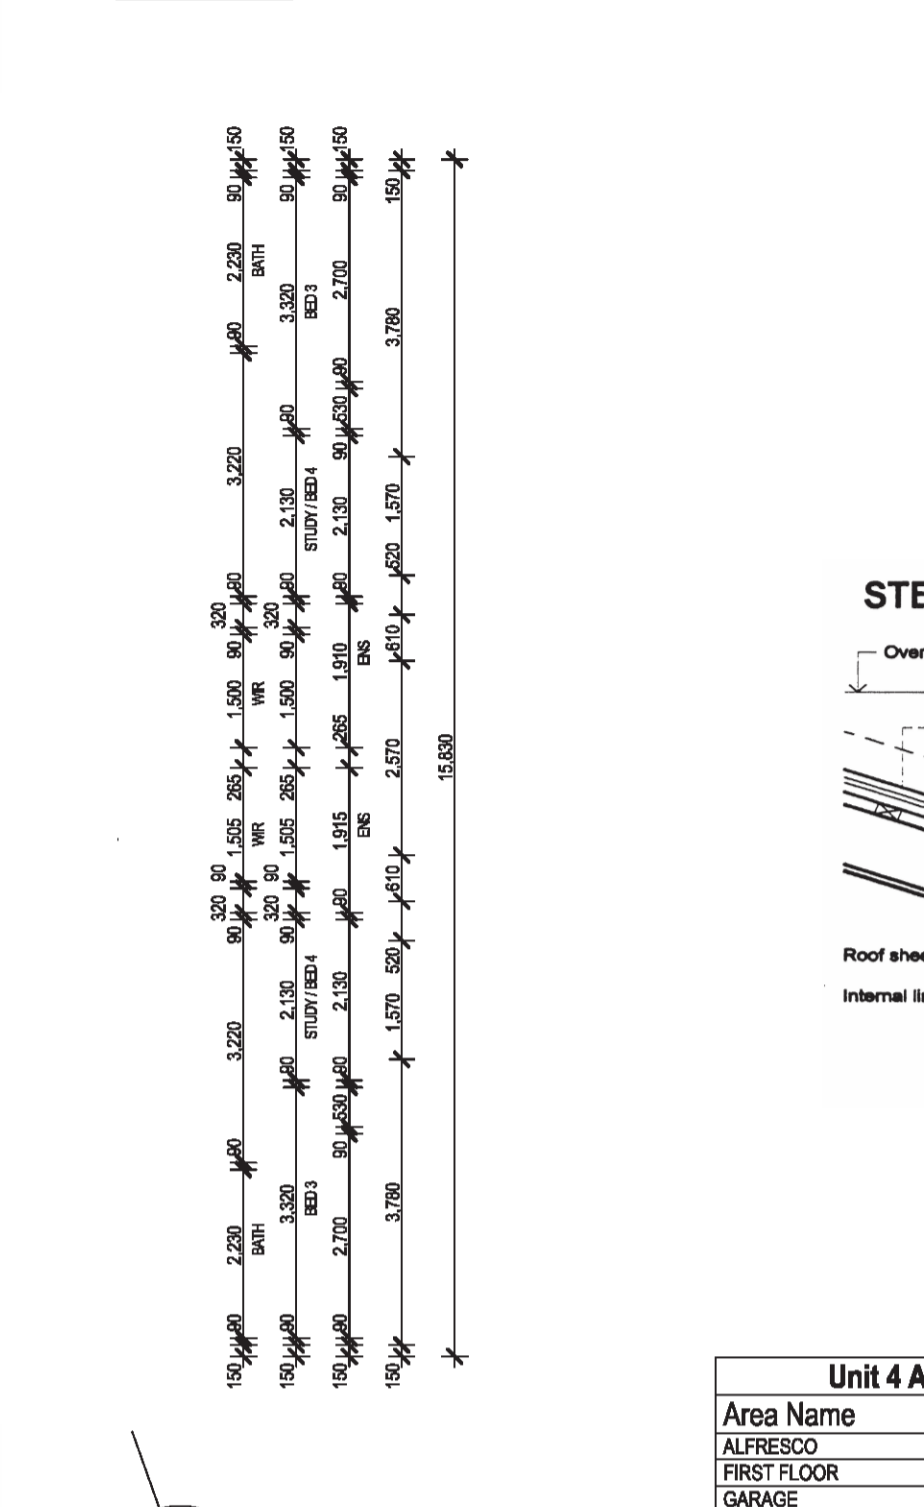 150 90 2,230 90 3,220 90 320 90 1,505 265 1,500 90 320 90 3,220 90 2,230 90 150
BATH WIR WIR BATH
150 90 3,320 90 2,130 90 320 90 1,505 265 1,500 90 320 90 2,130 90 3,320 90 150
BED 3 STUDY / BED 4 STUDY / BED 4 BED 3
150 90 2,700 90 530 90 2,130 90 1,915 265 1,910 90 2,130 90 530 90 2,700 90 150
ENS ENS
150 3,780 1,570 520 610 2,570 610 520 1,570 3,780 150
15,830
STE
Over
Roof shee
Internal li
Unit 4 A
Area Name
ALFRESCO
FIRST FLOOR
GARAGE